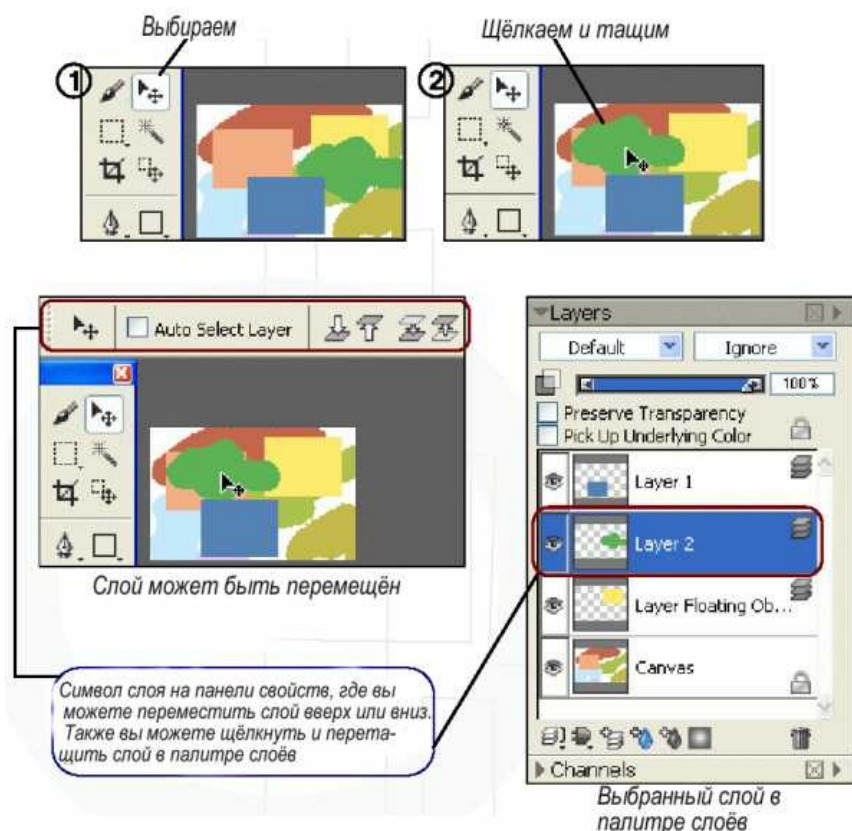 Выбираем
Щёлкаем и тащим
1
2
Auto Select Layer
Слой может быть перемещён
Символ слоя на панели свойств, где вы
можете переместить слой вверх или вниз.
Также вы можете щёлкнуть и перета-
щить слой в палитре слоёв
Layers
Default Ignore
100%
Preserve Transparency
Pick Up Underlying Color
Layer 1
Layer 2
Layer Floating Ob...
Canvas
Channels
Выбранный слой в
палитре слоёв